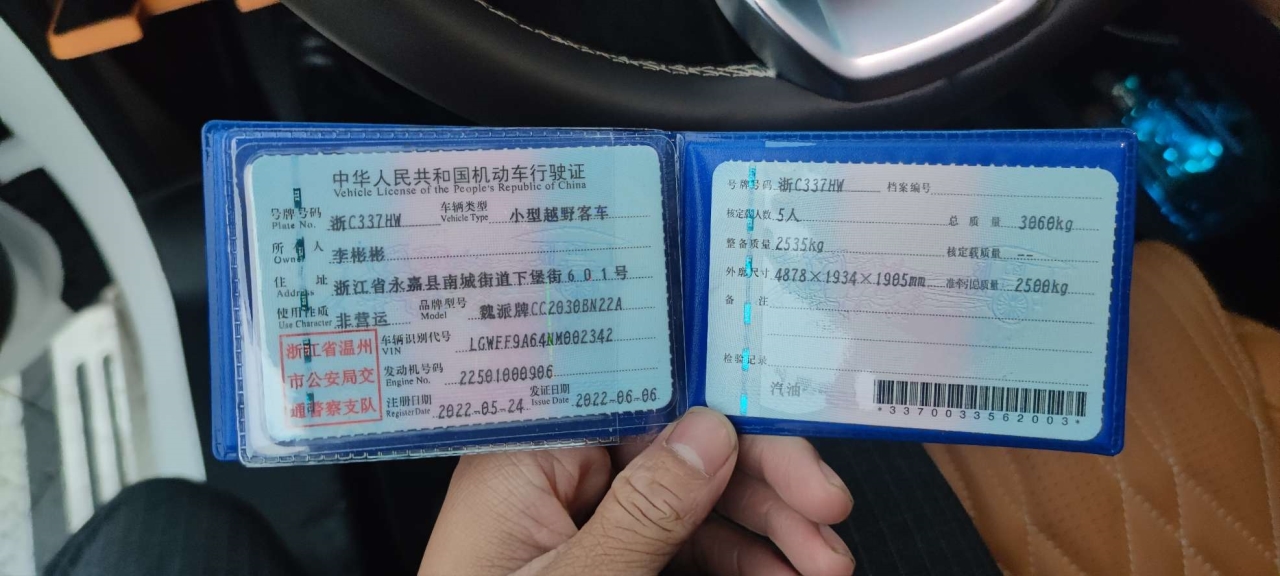 中华人民共和国机动车行驶证
Vehicle License of the People's Republic of China
号牌号码 浙C337HW 车辆类型 小型越野客车
Plate No. Vehicle Type
所有人 李彬彬
Owner
住址 浙江省永嘉县南城街道下堡街601号
Address
使用性质 非营运 品牌型号 魏派牌CC2030BN22A
Use Character Model
浙江省温州
市公安局交
通警察支队
车辆识别代号 LGWFF9A64NM002342
VIN
发动机号码 22501000906
Engine No.
注册日期 2022-05-24 发证日期 2022-06-06
Register Date Issue Date
号牌号码 浙C337HW 档案编号
核定载人数 5人 总质量 3060kg
整备质量 2535kg 核定载质量 --
外廓尺寸 4878×1934×1905mm 准牵引总质量 2500kg
备注
检验记录
汽油
*3370033562003*